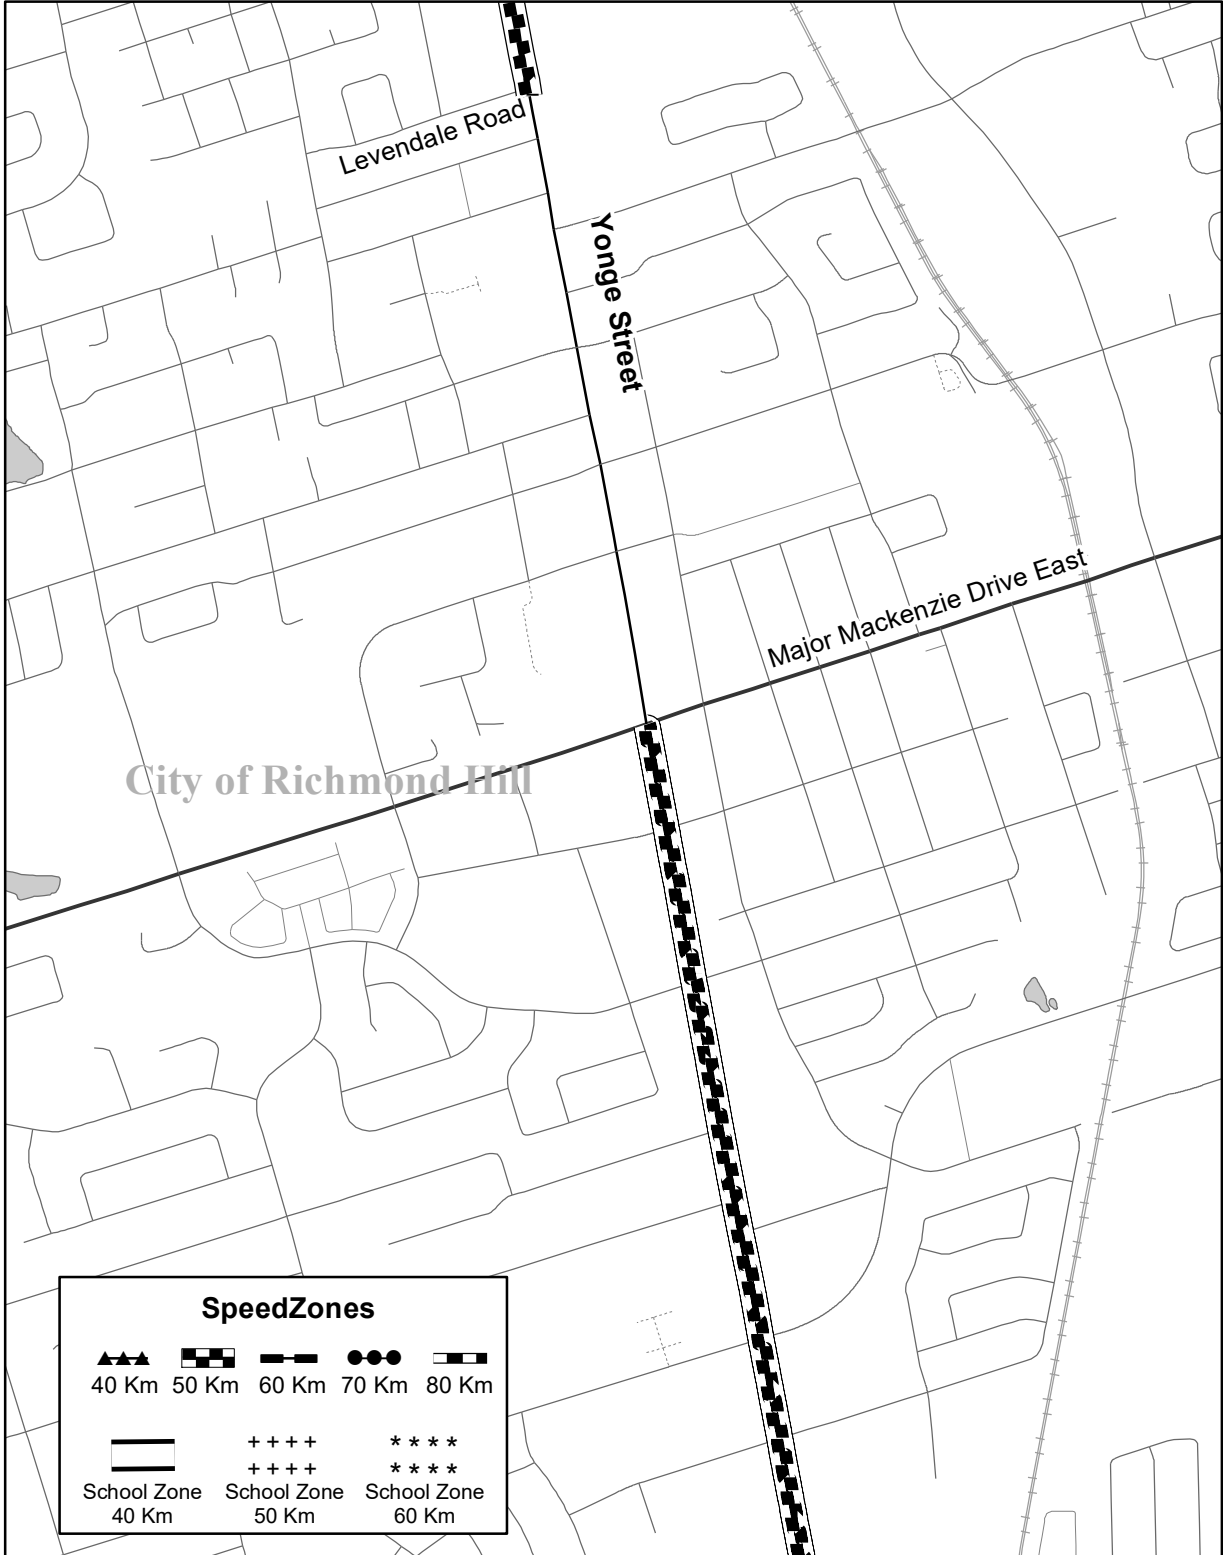 Levendale Road
Yonge Street
Major Mackenzie Drive East
City of Richmond Hill
SpeedZones
40 Km 50 Km 60 Km 70 Km 80 Km
School Zone School Zone School Zone
40 Km 50 Km 60 Km